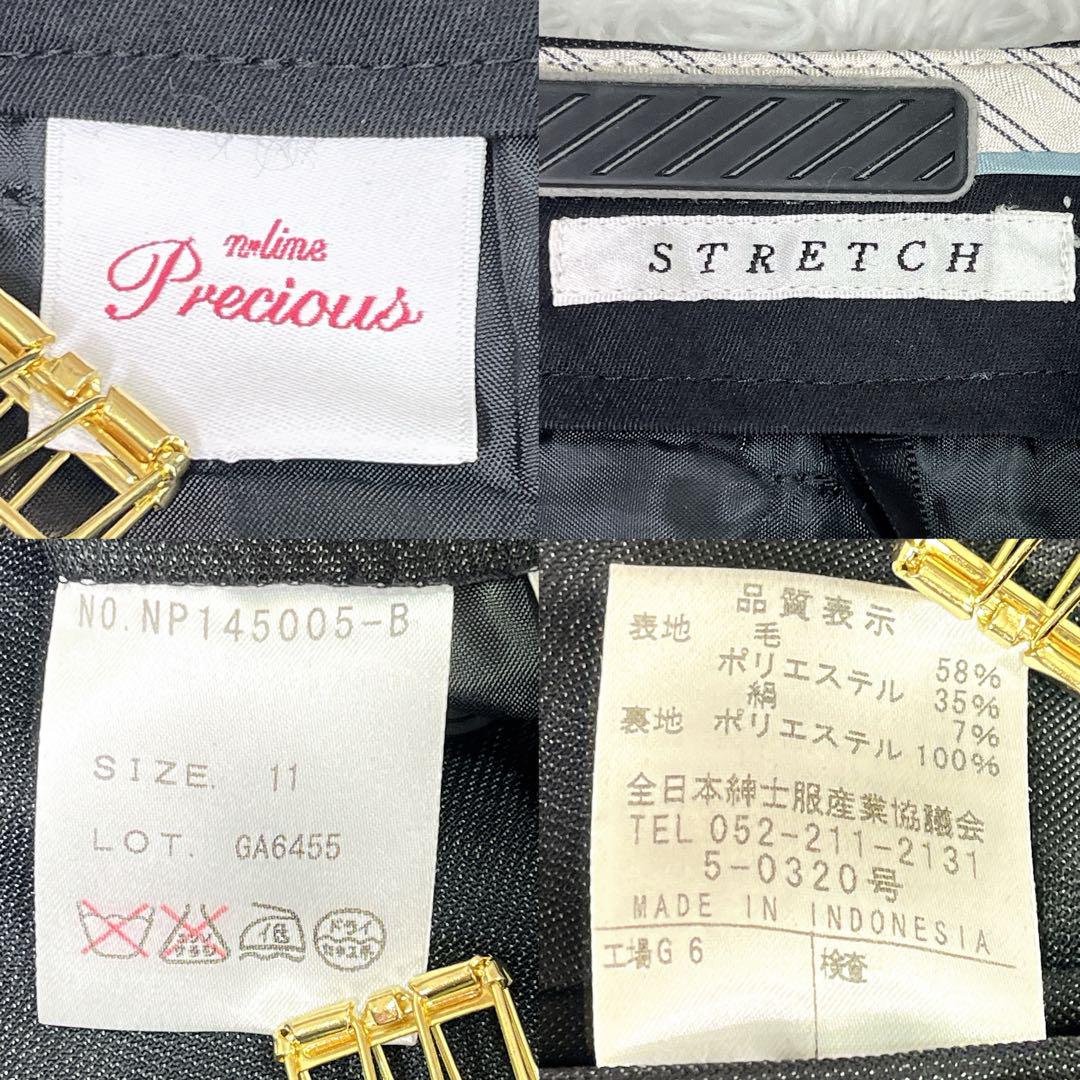 n-line
Precious
STRETCH
NO.NP145005-B
SIZE. 11
LOT. GA6455
ドライ
品質表示
表地 毛 58%
ポリエステル 35%
絹 7%
裏地 ポリエステル 100%
全日本紳士服産業協議会
TEL 052-211-2131
5-0320号
MADE IN INDONESIA
工場G 6
検査